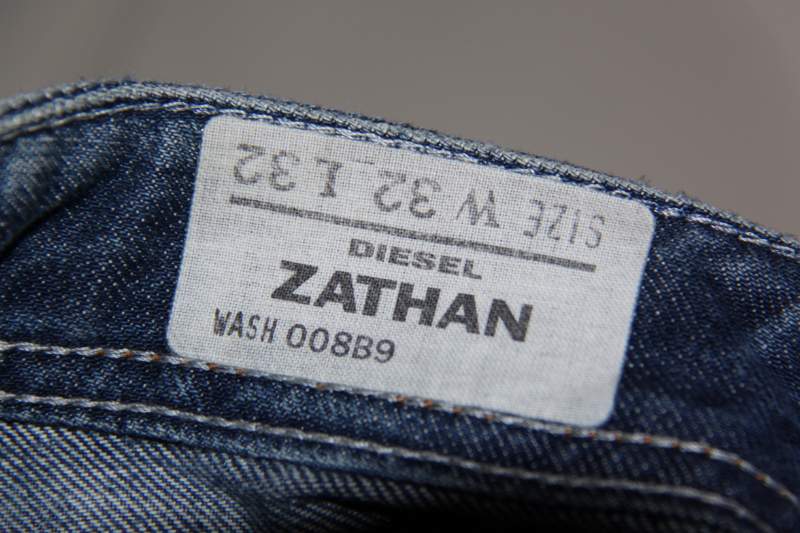 SIZE W 32 L 32
DIESEL
ZATHAN
WASH 008B9